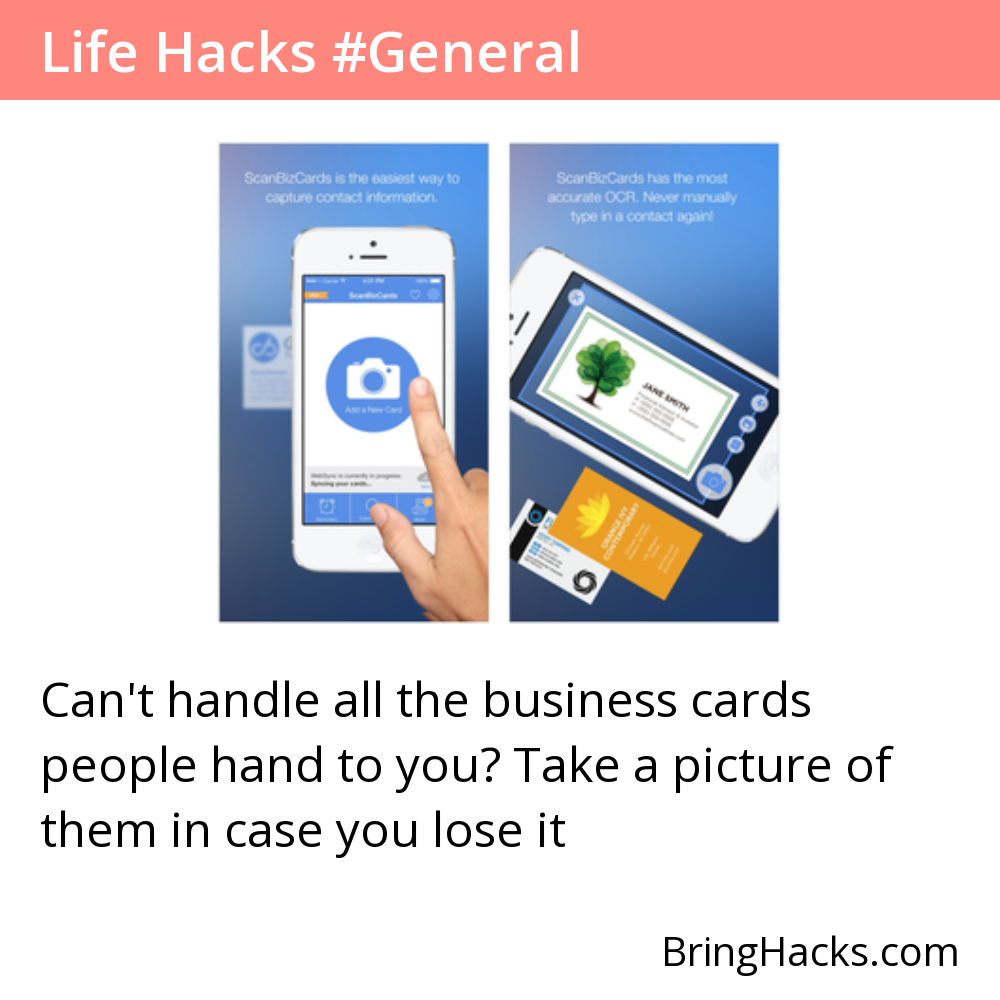 Life Hacks #General
ScanBizCards is the easiest way to
capture contact information.
ScanBizCards
Add a New Card
WebSync is currently in progress
Syncing your cards...
ScanBizCards has the most
accurate OCR. Never manually
type in a contact again!
JANE SMITH
ORANGE IVY
CONTEMPORARY
Can't handle all the business cards
people hand to you? Take a picture of
them in case you lose it
BringHacks.com